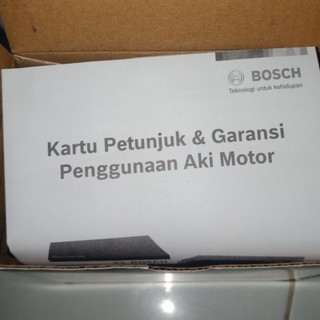 BOSCH
Teknologi untuk kehidupan
Kartu Petunjuk & Garansi
Penggunaan Aki Motor